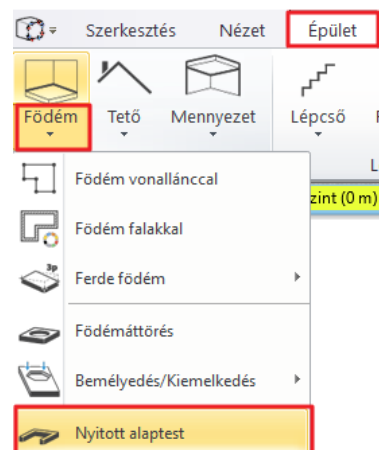 Szerkesztés Nézet Épület
Födém Tető Mennyezet Lépcső
L
zint (0 m)
Födém vonallánccal
Födém falakkal
3p
Ferde födém
Födémáttörés
Bemélyedés/Kiemelkedés
Nyitott alaptest